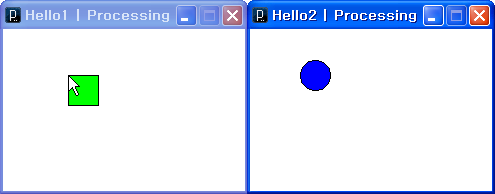 Hello1 | Processing
Hello2 | Processing